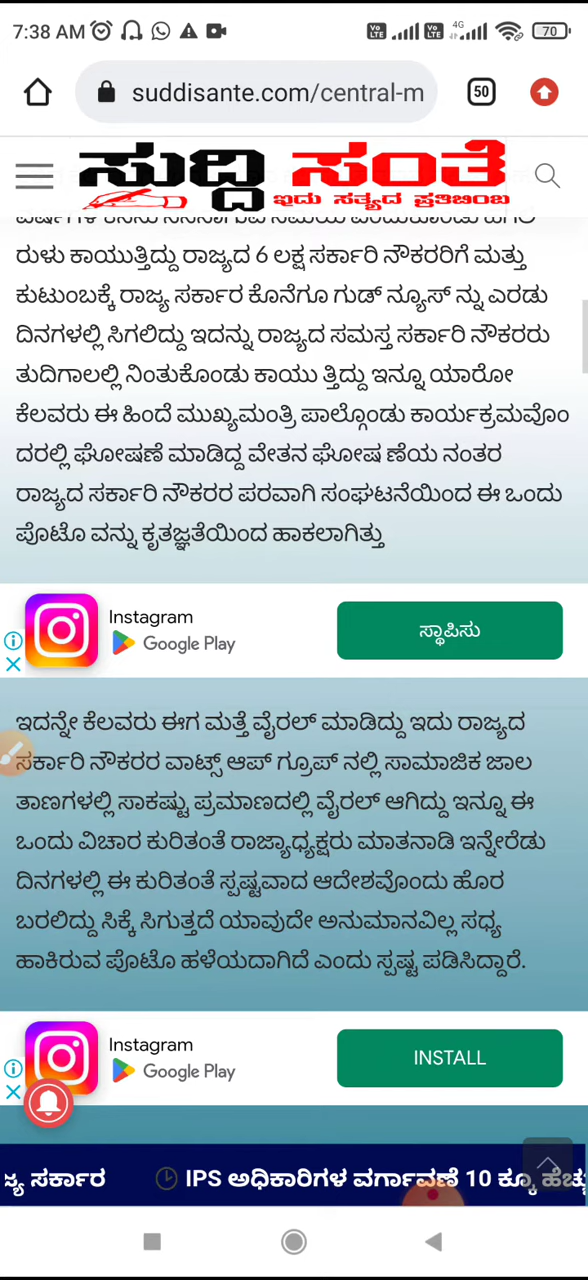 7:38 AM
4G
70
suddisante.com/central-m
50
ಸುದ್ದಿ ಸಂತೆ
ಇದು ಸತ್ಯದ ಪ್ರತಿಬಿಂಬ
ರುಳು ಕಾಯುತ್ತಿದ್ದು ರಾಜ್ಯದ 6 ಲಕ್ಷ ಸರ್ಕಾರಿ ನೌಕರರಿಗೆ ಮತ್ತು
ಕುಟುಂಬಕ್ಕೆ ರಾಜ್ಯ ಸರ್ಕಾರ ಕೊನೆಗೂ ಗುಡ್ ನ್ಯೂಸ್ ನ್ನು ಎರಡು
ದಿನಗಳಲ್ಲಿ ಸಿಗಲಿದ್ದು ಇದನ್ನು ರಾಜ್ಯದ ಸಮಸ್ತ ಸರ್ಕಾರಿ ನೌಕರರು
ತುದಿಗಾಲಲ್ಲಿ ನಿಂತುಕೊಂಡು ಕಾಯು ತ್ತಿದ್ದು ಇನ್ನೂ ಯಾರೋ
ಕೆಲವರು ಈ ಹಿಂದೆ ಮುಖ್ಯಮಂತ್ರಿ ಪಾಲ್ಗೊಂಡು ಕಾರ್ಯಕ್ರಮವೊಂ
ದರಲ್ಲಿ ಘೋಷಣೆ ಮಾಡಿದ್ದ ವೇತನ ಘೋಷ ಣೆಯ ನಂತರ
ರಾಜ್ಯದ ಸರ್ಕಾರಿ ನೌಕರರ ಪರವಾಗಿ ಸಂಘಟನೆಯಿಂದ ಈ ಒಂದು
ಪೊಟೊ ವನ್ನು ಕೃತಜ್ಞತೆಯಿಂದ ಹಾಕಲಾಗಿತ್ತು
Instagram
Google Play
ಸ್ಥಾಪಿಸು
ಇದನ್ನೇ ಕೆಲವರು ಈಗ ಮತ್ತೆ ವೈರಲ್ ಮಾಡಿದ್ದು ಇದು ರಾಜ್ಯದ
ಸರ್ಕಾರಿ ನೌಕರರ ವಾಟ್ಸ್ ಆಪ್ ಗ್ರೂಪ್ ನಲ್ಲಿ ಸಾಮಾಜಿಕ ಜಾಲ
ತಾಣಗಳಲ್ಲಿ ಸಾಕಷ್ಟು ಪ್ರಮಾಣದಲ್ಲಿ ವೈರಲ್ ಆಗಿದ್ದು ಇನ್ನೂ ಈ
ಒಂದು ವಿಚಾರ ಕುರಿತಂತೆ ರಾಜ್ಯಾಧ್ಯಕ್ಷರು ಮಾತನಾಡಿ ಇನ್ನೇರೆಡು
ದಿನಗಳಲ್ಲಿ ಈ ಕುರಿತಂತೆ ಸ್ಪಷ್ಟವಾದ ಆದೇಶವೊಂದು ಹೊರ
ಬರಲಿದ್ದು ಸಿಕ್ಕೆ ಸಿಗುತ್ತದೆ ಯಾವುದೇ ಅನುಮಾನವಿಲ್ಲ ಸಧ್ಯ
ಹಾಕಿರುವ ಪೊಟೊ ಹಳೆಯದಾಗಿದೆ ಎಂದು ಸ್ಪಷ್ಟ ಪಡಿಸಿದ್ದಾರೆ.
Instagram
Google Play
INSTALL
ಸರ್ಕಾರ IPS ಅಧಿಕಾರಿಗಳ ವರ್ಗಾವಣೆ 10 ಕ್ಕೂ